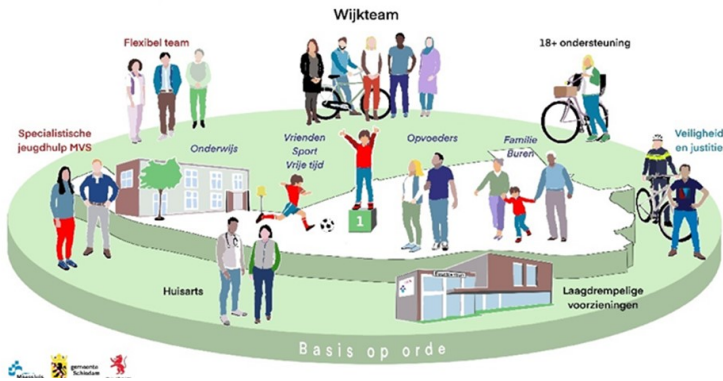 Wijkteam
Flexibel team
18+ ondersteuning
Specialistische
jeugdhulp MVS
Onderwijs
Vrienden
Sport
Vrije tijd
Opvoeders
Familie
Buren
Veiligheid
en justitie
1
Huisarts
Laagdrempelige
voorzieningen
Basis op orde
gemeente
Schiedam